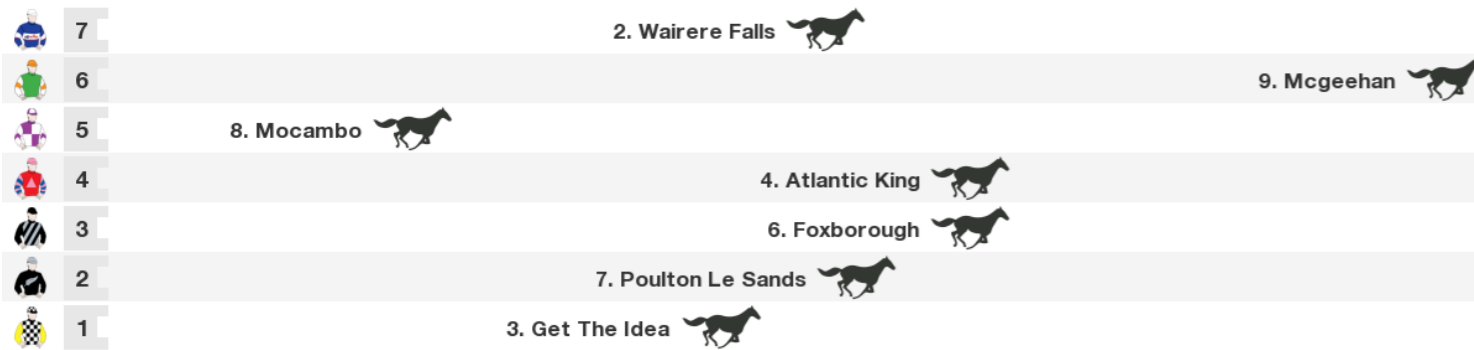 7 2. Wairere Falls
6 9. Mcgeehan
5 8. Mocambo
4 4. Atlantic King
3 6. Foxborough
2 7. Poulton Le Sands
1 3. Get The Idea